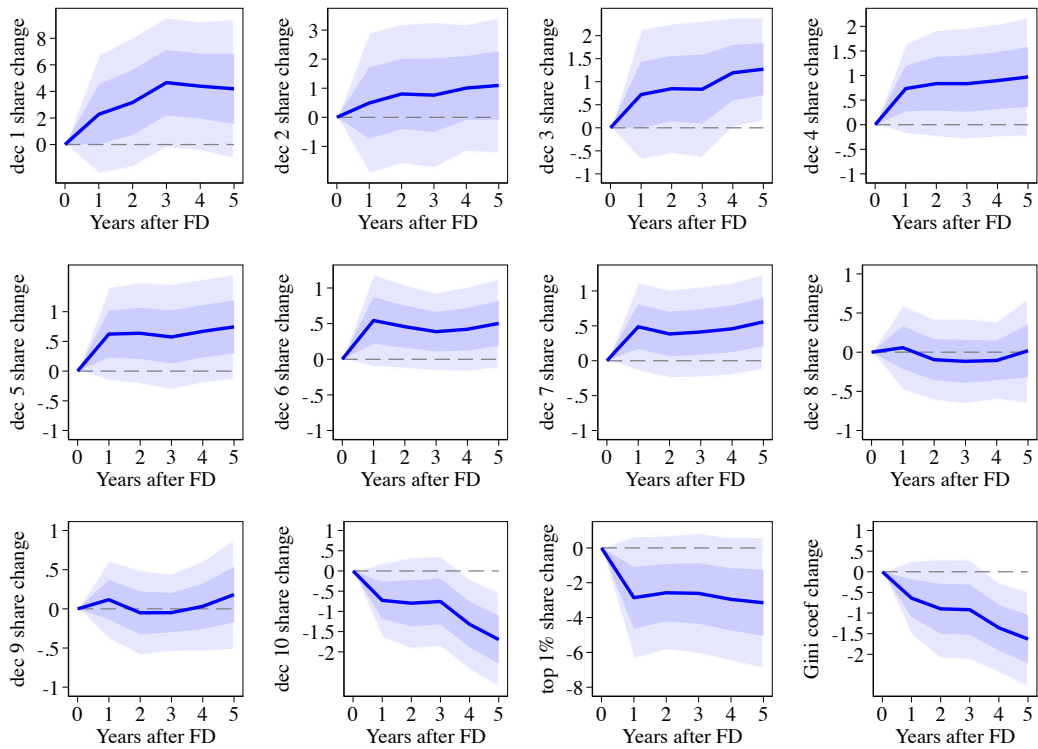 dec 1 share change
8
6
4
2
0
0 1 2 3 4 5
Years after FD
dec 2 share change
3
2
1
0
-1
0 1 2 3 4 5
Years after FD
dec 3 share change
2
1.5
1
.5
0
-.5
-1
0 1 2 3 4 5
Years after FD
dec 4 share change
2
1.5
1
.5
0
-.5
-1
0 1 2 3 4 5
Years after FD
dec 5 share change
1
.5
0
-.5
-1
0 1 2 3 4 5
Years after FD
dec 6 share change
1
.5
0
-.5
-1
0 1 2 3 4 5
Years after FD
dec 7 share change
1
.5
0
-.5
-1
0 1 2 3 4 5
Years after FD
dec 8 share change
1
.5
0
-.5
-1
0 1 2 3 4 5
Years after FD
dec 9 share change
1
.5
0
-.5
-1
0 1 2 3 4 5
Years after FD
dec 10 share change
1
.5
0
-.5
-1
-1.5
-2
0 1 2 3 4 5
Years after FD
top 1% share change
0
-2
-4
-6
-8
0 1 2 3 4 5
Years after FD
Gini coef change
1
.5
0
-.5
-1
-1.5
-2
0 1 2 3 4 5
Years after FD